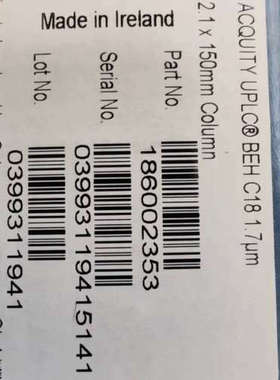 ACQUITY UPLC® BEH C18 1.7µm
2.1 x 150mm Column
Part No.
186002353
Serial No.
03993119415141
Lot No.
0399311941
Made in Ireland